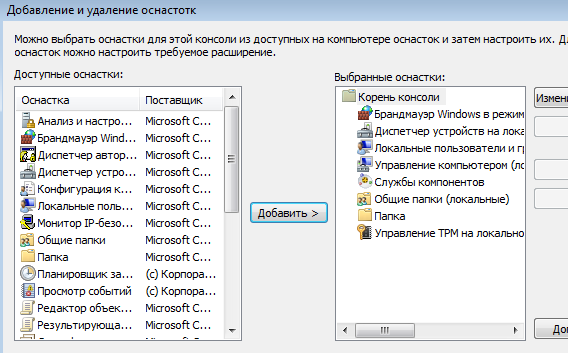 Добавление и удаление оснастотк
Можно выбрать оснастки для этой консоли из доступных на компьютере оснасток и затем настроить их.
оснасток можно настроить требуемое расширение.
Доступные оснастки:
Выбранные оснастки:
Оснастка Поставщик
Анализ и настро... Microsoft C...
Брандмауэр Wind... Microsoft C...
Диспетчер автор... Microsoft C...
Диспетчер устро... Microsoft C...
Конфигурация к... Microsoft C...
Локальные поль... Microsoft C...
Монитор IP-безо... Microsoft C...
Общие папки Microsoft C...
Папка Microsoft C...
Планировщик за... (c) Корпора...
Просмотр событий (c) Корпора...
Редактор объек... Microsoft C...
Результирующа... Microsoft C...
Добавить >
Корень консоли
Брандмауэр Windows в режим
Диспетчер устройств на лока
Локальные пользователи и г
Управление компьютером (ло
Службы компонентов
Общие папки (локальные)
Папка
Управление TPM на локально
Измени